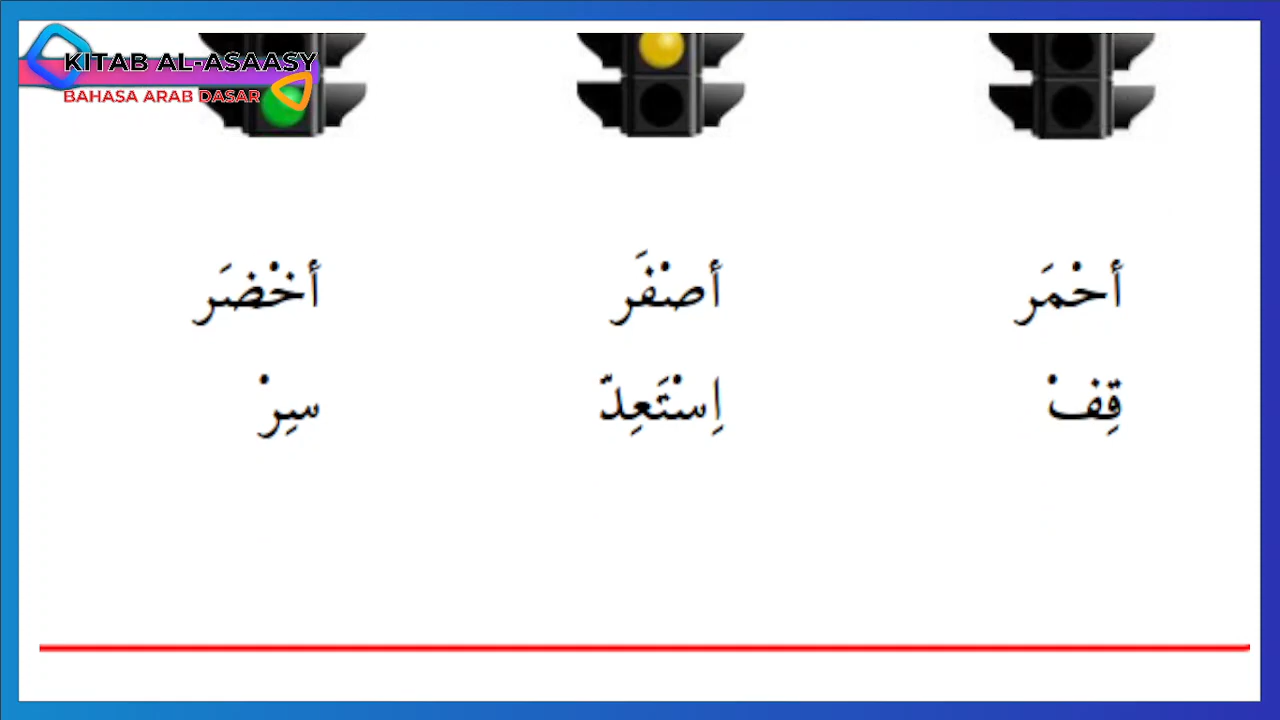 KITAB AL-ASAASY
BAHASA ARAB DASAR
أحْمَر أصْفَر أخْضَر
قِفْ اِسْتَعِدّ سِرْ